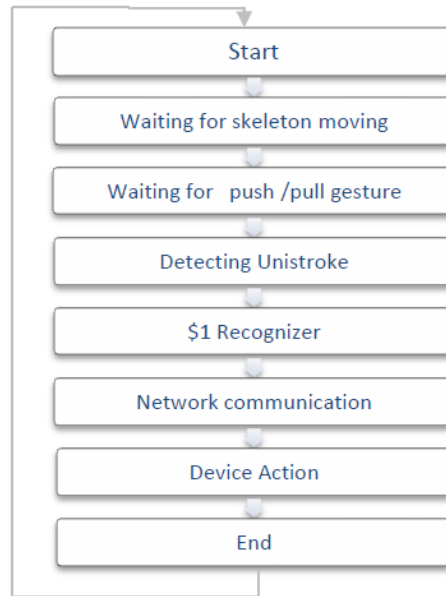 Start
Waiting for skeleton moving
Waiting for push /pull gesture
Detecting Unistroke
$1 Recognizer
Network communication
Device Action
End